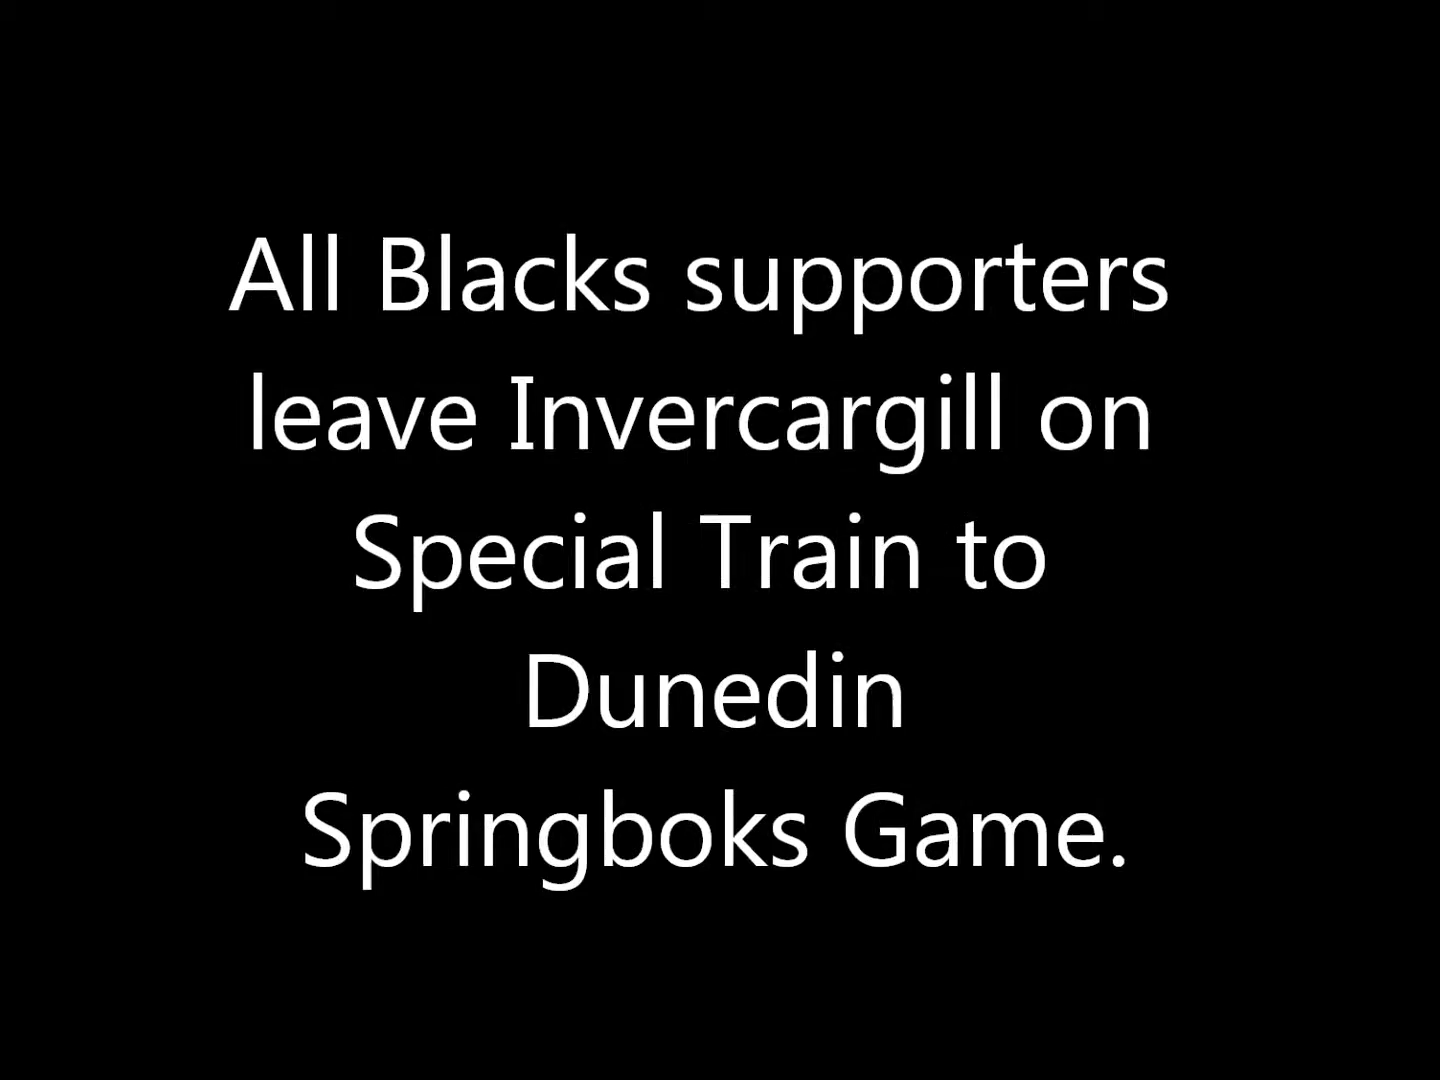 All Blacks supporters
leave Invercargill on
Special Train to
Dunedin
Springboks Game.